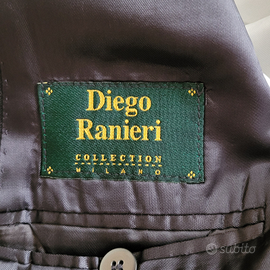 Diego
Ranieri
COLLECTION
MILANO
subito